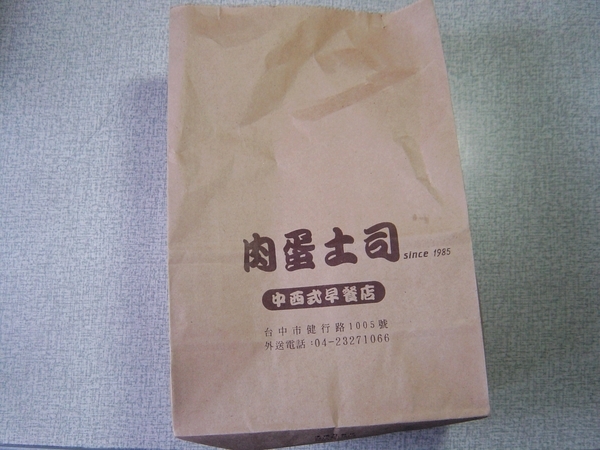 肉蛋土司 since 1985
中西式早餐店
台中市健行路1005號
外送電話:04-23271066